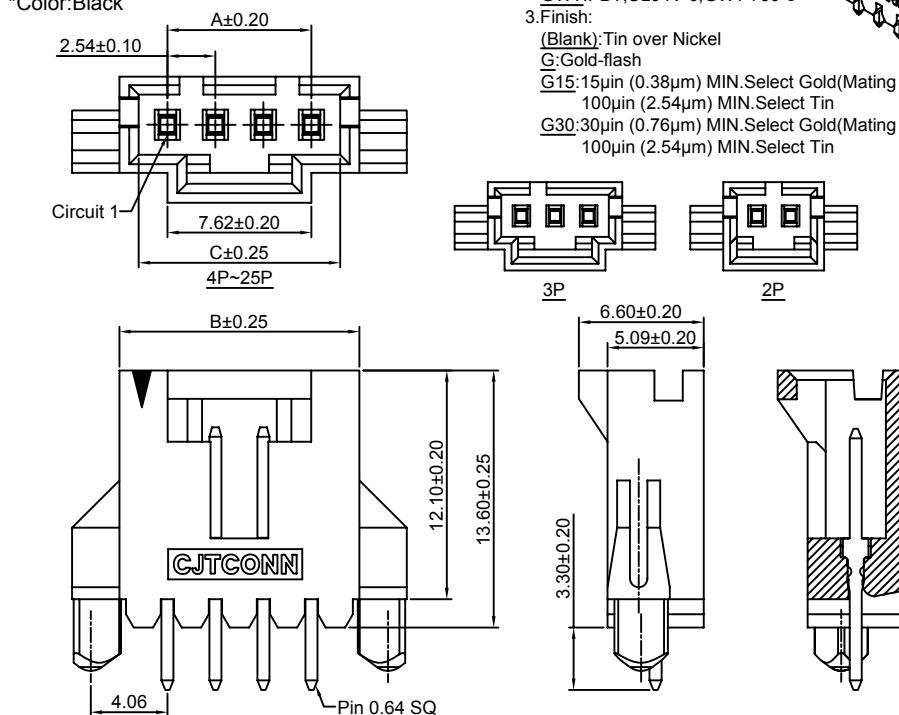 *Color:Black
3.Finish:
(Blank):Tin over Nickel
G:Gold-flash
G15:15μin (0.38μm) MIN.Select Gold(Mating
100μin (2.54μm) MIN.Select Tin
G30:30μin (0.76μm) MIN.Select Gold(Mating
100μin (2.54μm) MIN.Select Tin
A±0.20
2.54±0.10
Circuit 1
7.62±0.20
C±0.25
4P~25P
3P
2P
B±0.25
12.10±0.20
13.60±0.25
CJTCONN
4.06
Pin 0.64 SQ
6.60±0.20
5.09±0.20
3.30±0.20